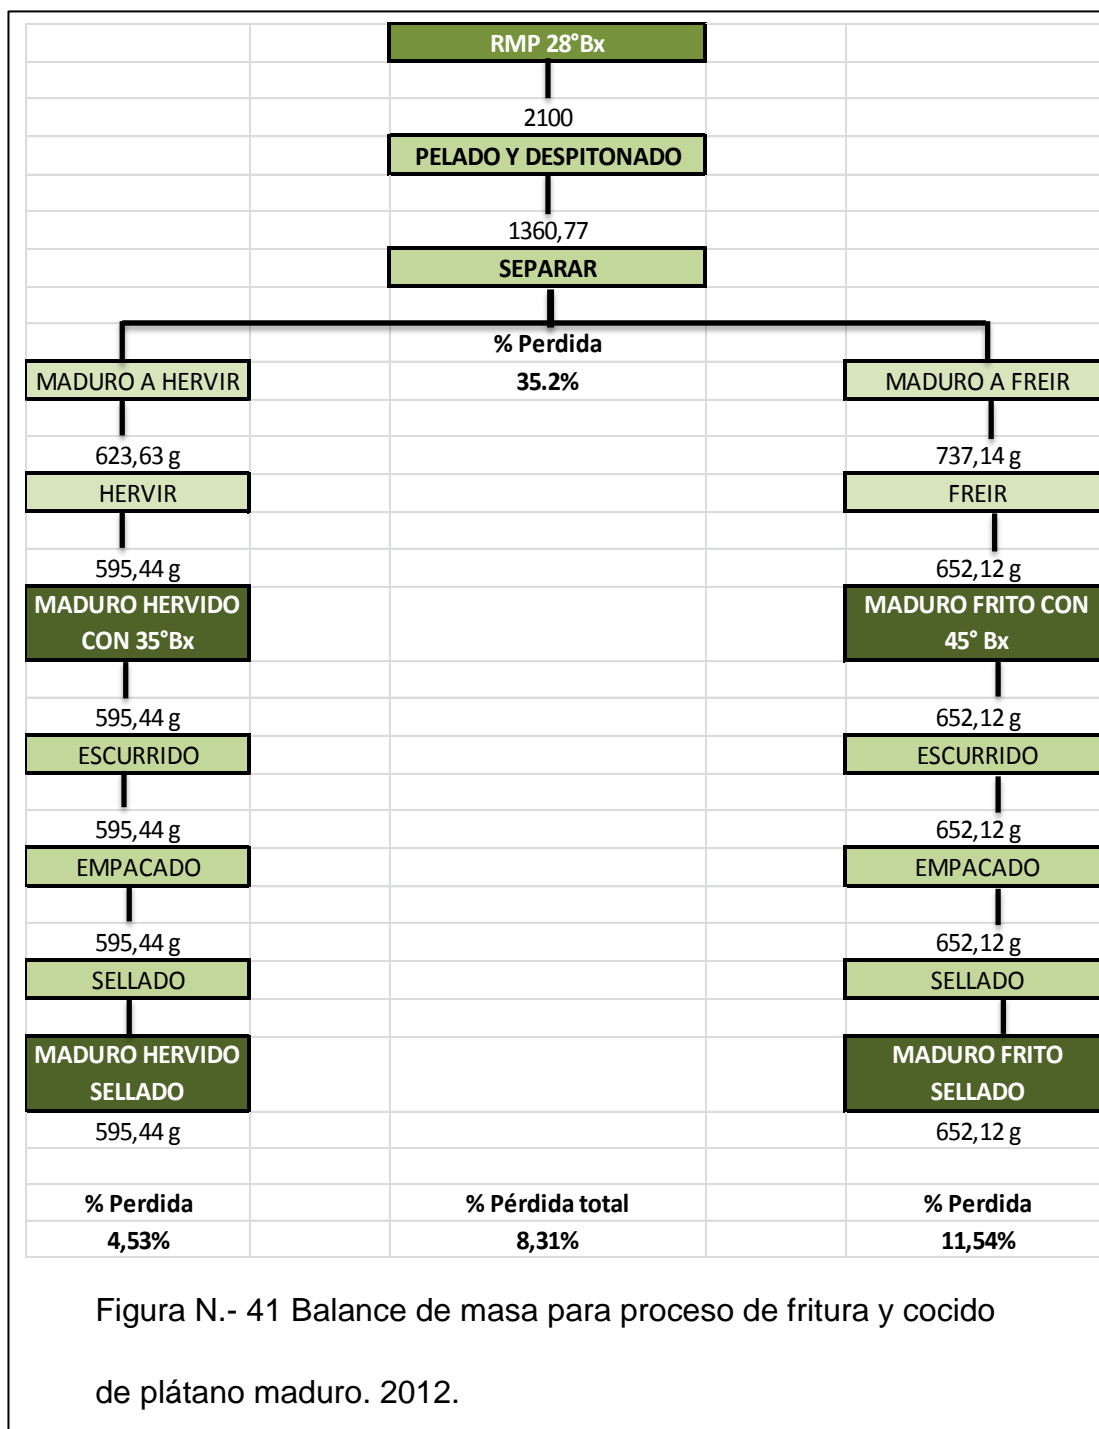 RMP 28°Bx
2100
PELADO Y DESPITONADO
1360,77
SEPARAR
% Perdida
MADURO A HERVIR 35.2% MADURO A FREIR
623,63 g 737,14 g
HERVIR FREIR
595,44 g 652,12 g
MADURO HERVIDO MADURO FRITO CON
CON 35°Bx 45° Bx
595,44 g 652,12 g
ESCURRIDO ESCURRIDO
595,44 g 652,12 g
EMPACADO EMPACADO
595,44 g 652,12 g
SELLADO SELLADO
MADURO HERVIDO MADURO FRITO
SELLADO SELLADO
595,44 g 652,12 g
% Perdida % Pérdida total % Perdida
4,53% 8,31% 11,54%
Figura N.- 41 Balance de masa para proceso de fritura y cocido
de plátano maduro. 2012.